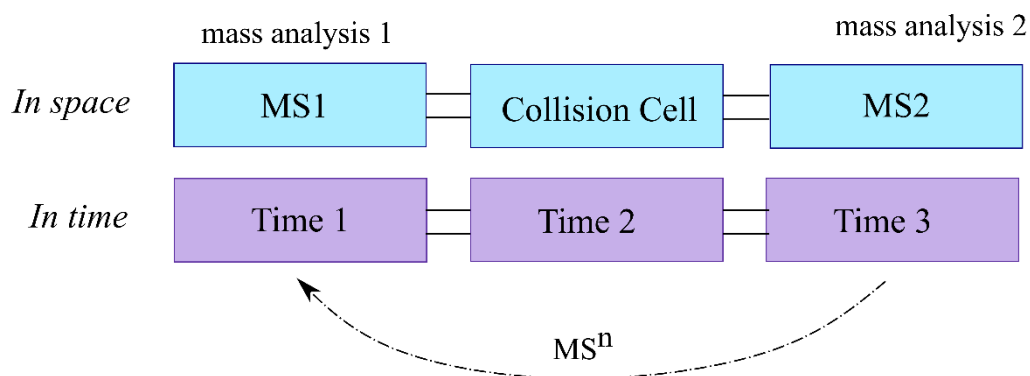 mass analysis 1
mass analysis 2
In space
MS1
Collision Cell
MS2
In time
Time 1
Time 2
Time 3
MSⁿ